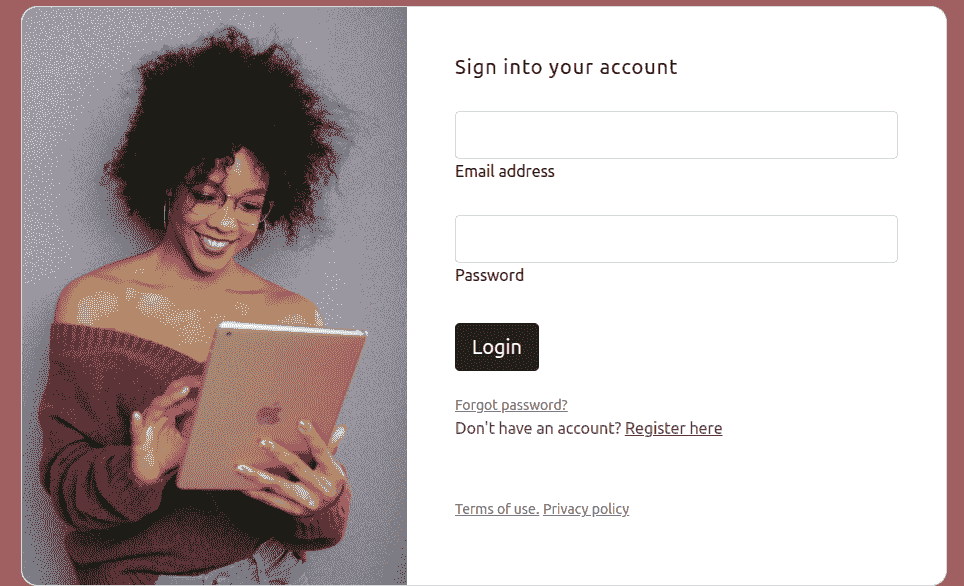 Sign into your account
Email address
Password
Login
Forgot password?
Don't have an account? Register here
Terms of use. Privacy policy